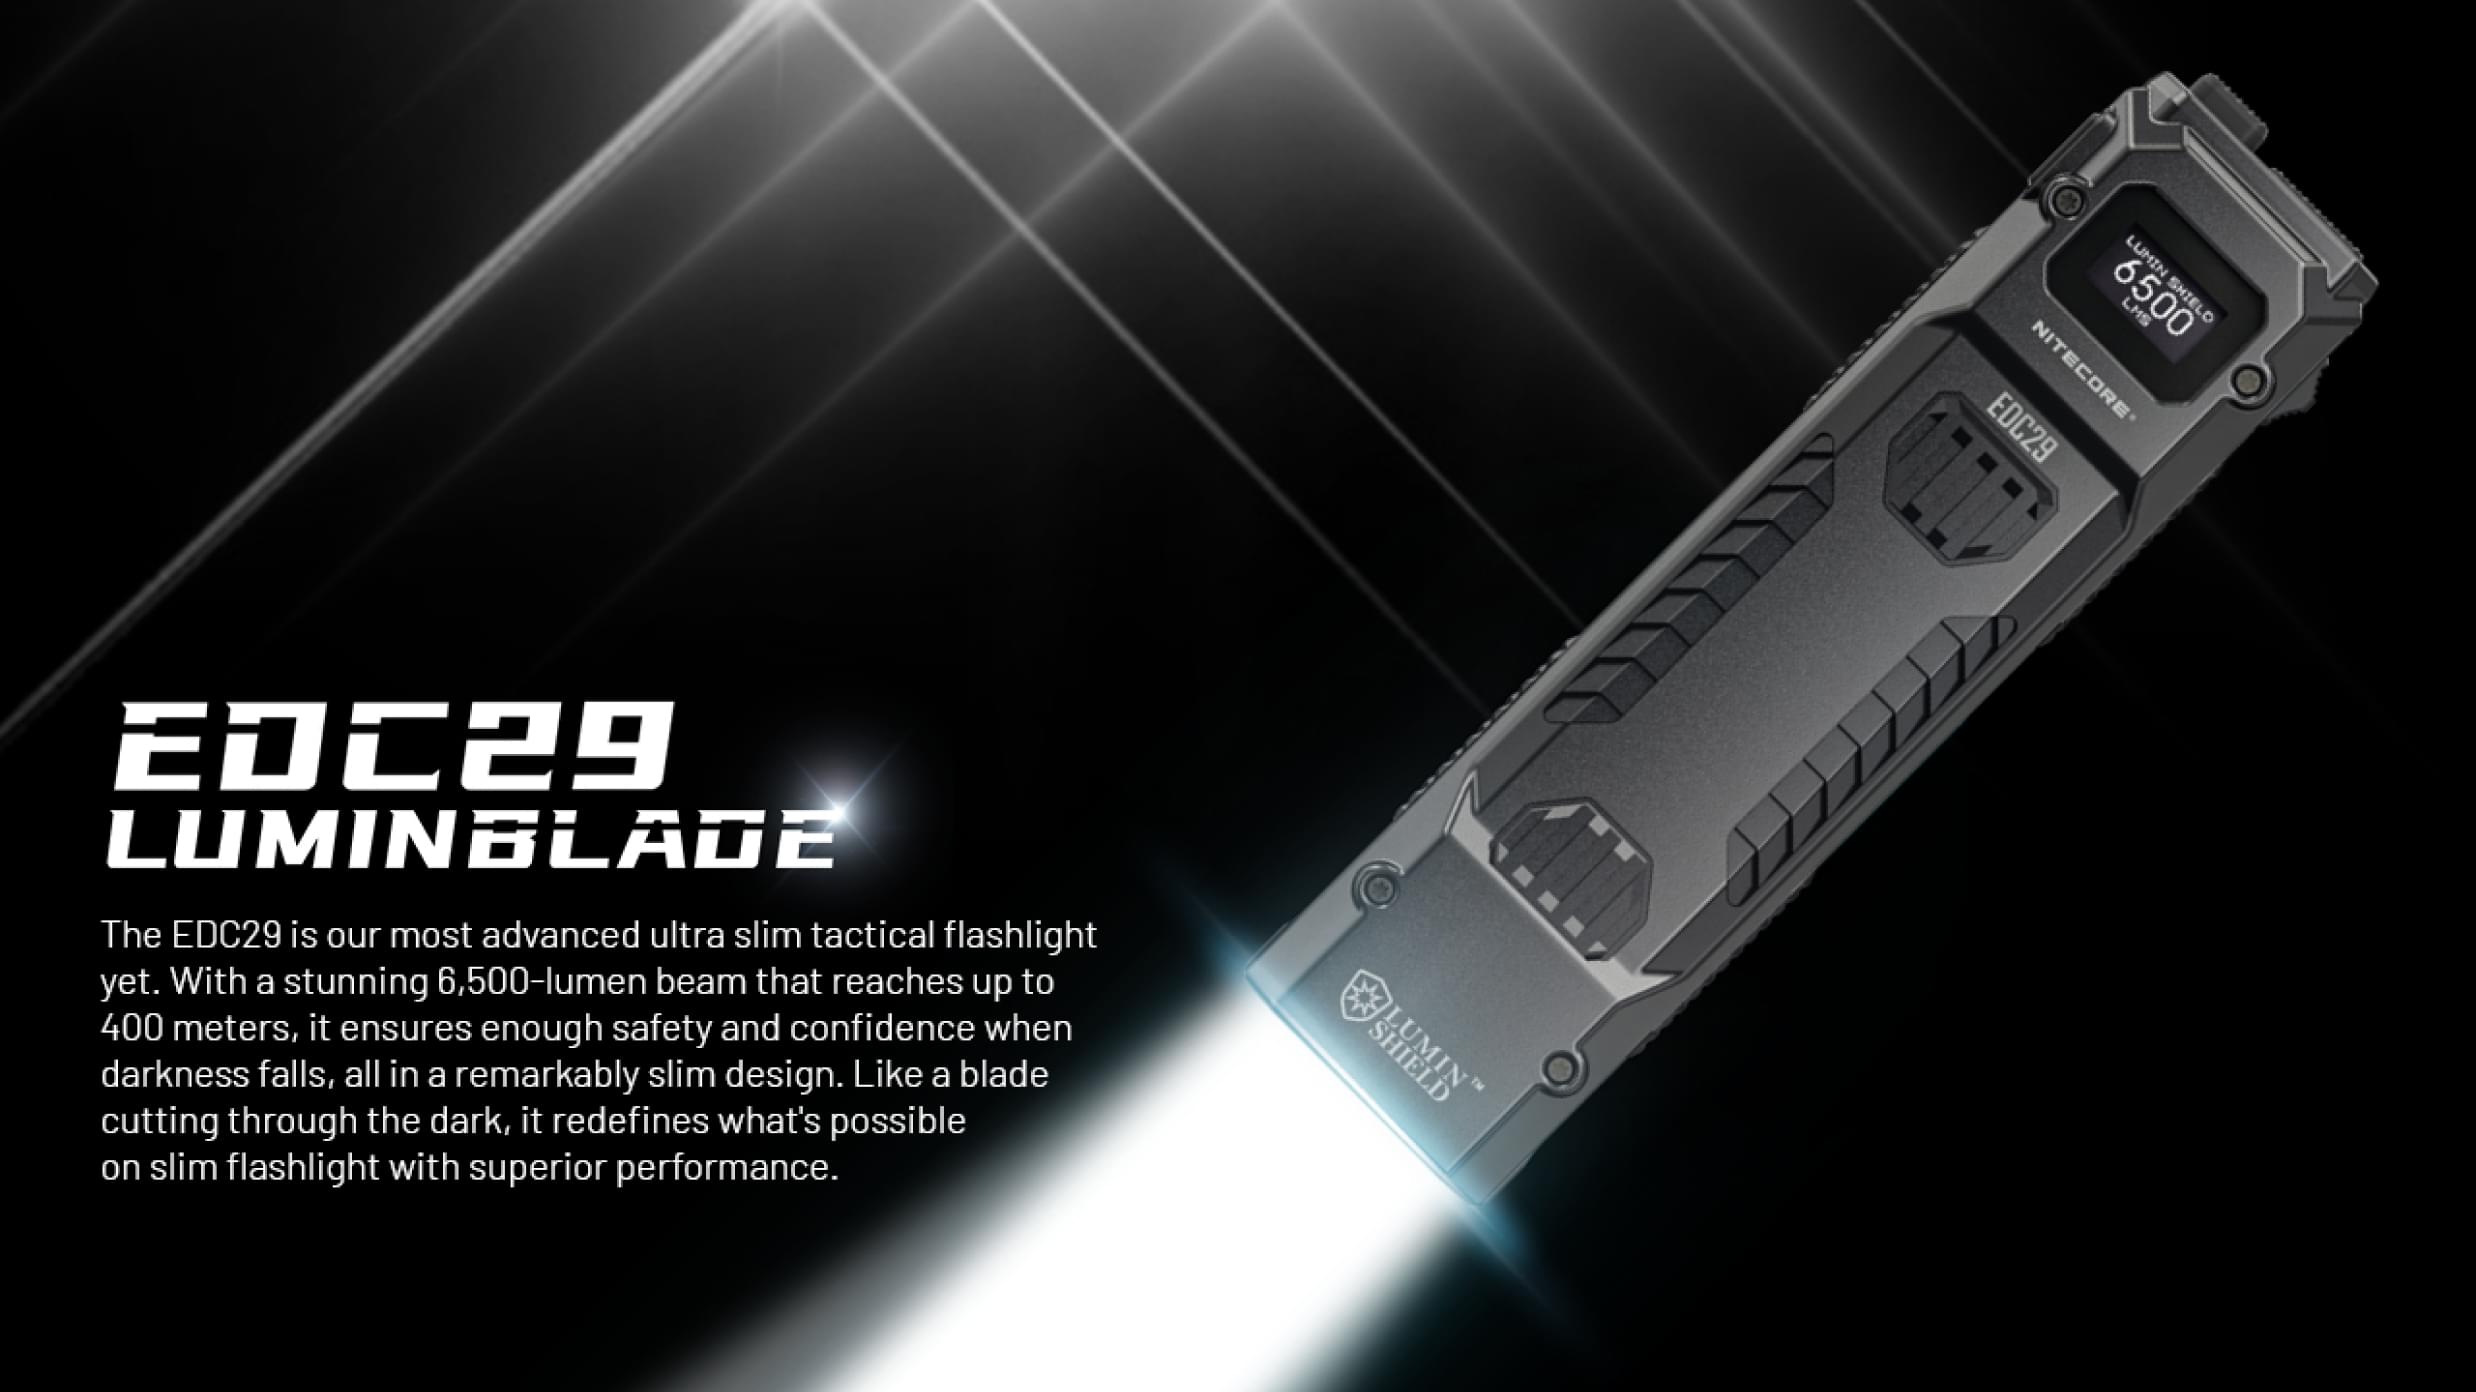 LUMIN SHIELD
6500
LMS
NITECORE®
EDC29
EDC29
LUMINBLADE
The EDC29 is our most advanced ultra slim tactical flashlight
yet. With a stunning 6,500-lumen beam that reaches up to
400 meters, it ensures enough safety and confidence when
darkness falls, all in a remarkably slim design. Like a blade
cutting through the dark, it redefines what's possible
on slim flashlight with superior performance.
LUMIN
SHIELD™